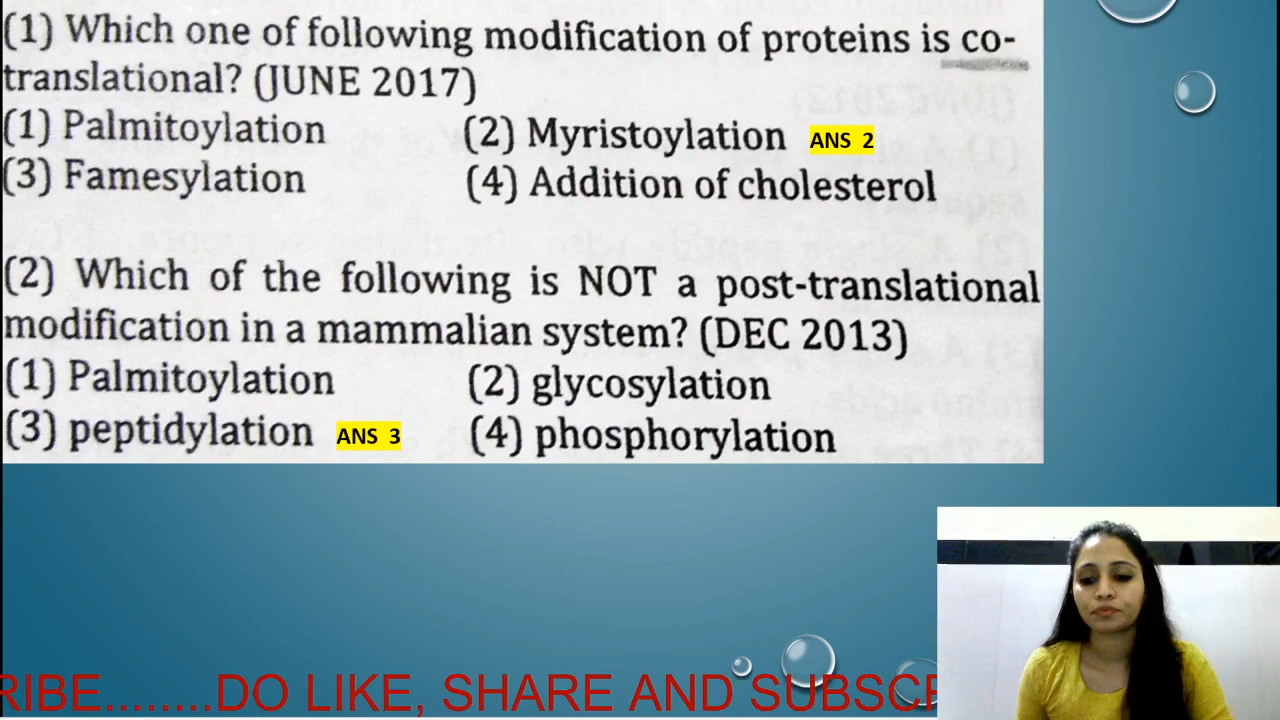 (1) Which one of following modification of proteins is co-
translational? (JUNE 2017)
(1) Palmitoylation (2) Myristoylation ANS 2
(3) Famesylation (4) Addition of cholesterol
(2) Which of the following is NOT a post-translational
modification in a mammalian system? (DEC 2013)
(1) Palmitoylation (2) glycosylation
(3) peptidylation ANS 3 (4) phosphorylation
RIBE........DO LIKE, SHARE AND SUBSC